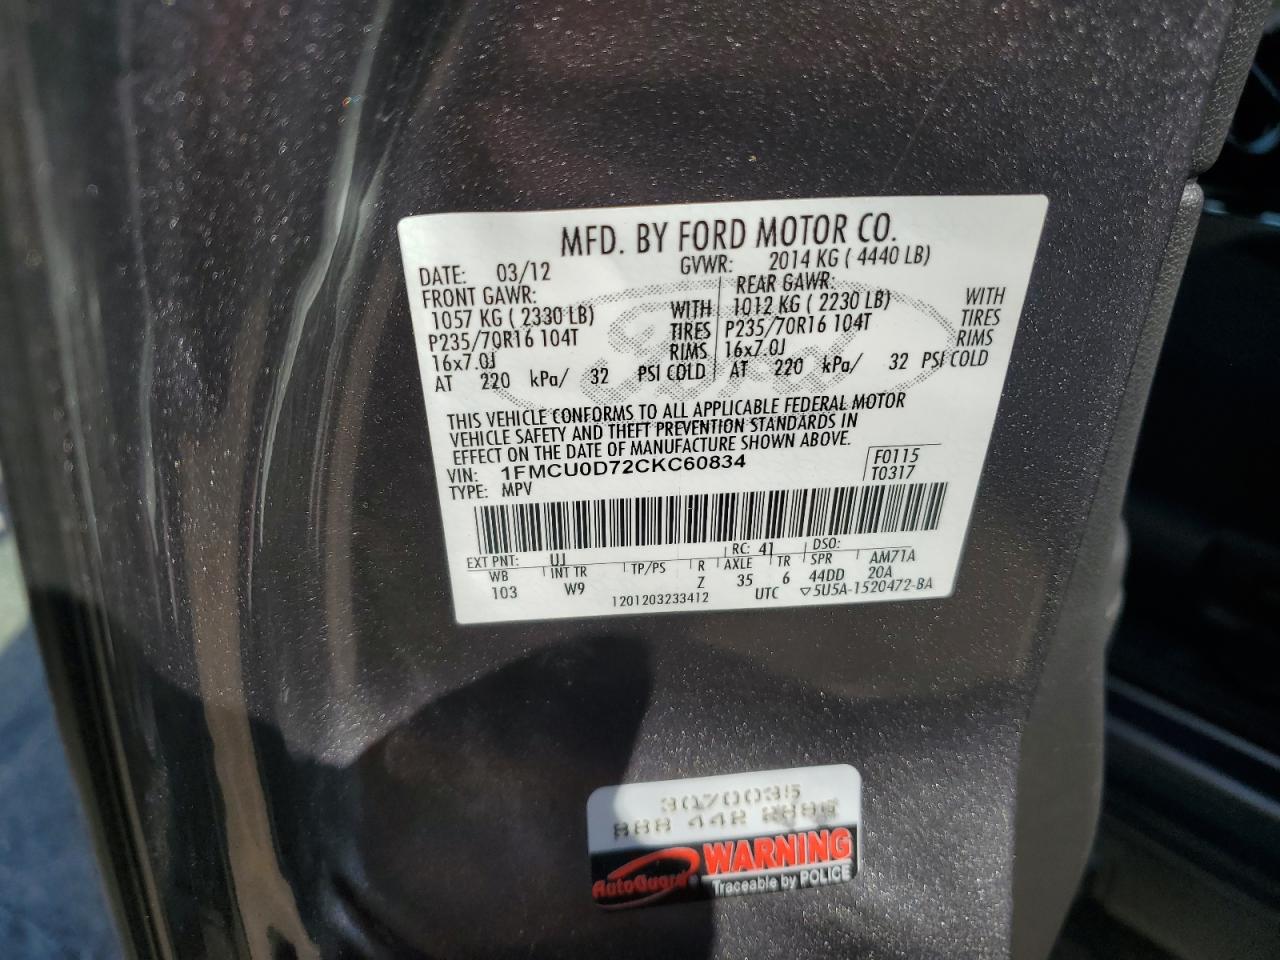 MFD. BY FORD MOTOR CO.
DATE: 03/12 GVWR: 2014 KG ( 4440 LB)
FRONT GAWR: REAR GAWR:
1057 KG ( 2330 LB) WITH 1012 KG ( 2230 LB) WITH
P235/70R16 104T TIRES P235/70R16 104T TIRES
16x7.0J RIMS 16x7.0J RIMS
AT 220 kPa/ 32 PSI COLD AT 220 kPa/ 32 PSI COLD
THIS VEHICLE CONFORMS TO ALL APPLICABLE FEDERAL MOTOR
VEHICLE SAFETY AND THEFT PREVENTION STANDARDS IN
EFFECT ON THE DATE OF MANUFACTURE SHOWN ABOVE.
VIN: 1FMCU0D72CKC60834 F0115
TYPE: MPV T0317
EXT PNT: UJ RC: 41 DSO:
WB INT TR TP/PS R AXLE TR SPR AM71A
103 W9 Z 35 6 44DD 20A
1201203233412 UTC ▽5U5A-1520472-BA
3Q70035
888 442
AutoGuard® WARNING
Traceable by POLICE